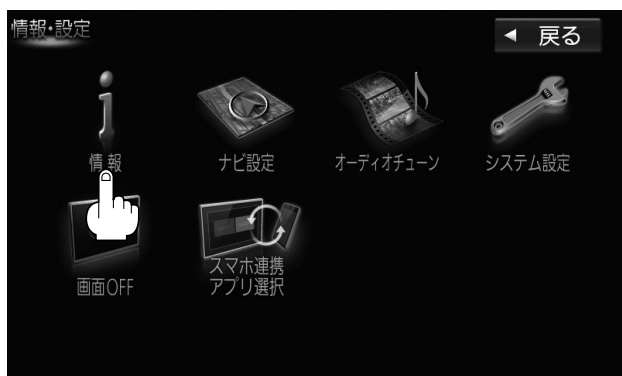 情報・設定
◀ 戻る
情報
ナビ設定
オーディオチューン
システム設定
画面OFF
スマホ連携
アプリ選択